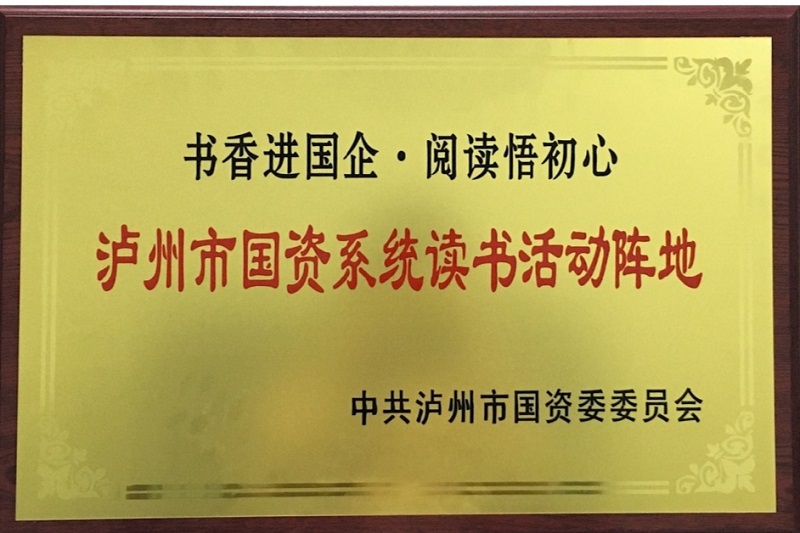 书香进国企·阅读悟初心
泸州市国资系统读书活动阵地
中共泸州市国资委委员会